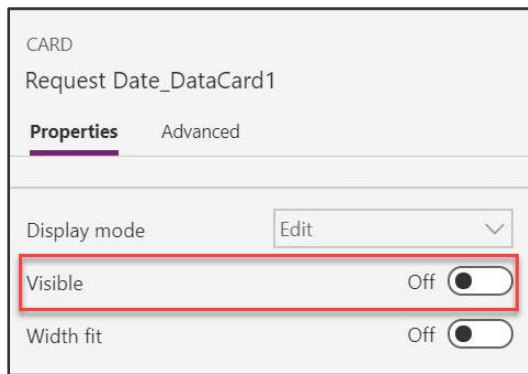 CARD
Request Date_DataCard1
Properties Advanced
Display mode Edit
Visible Off
Width fit Off